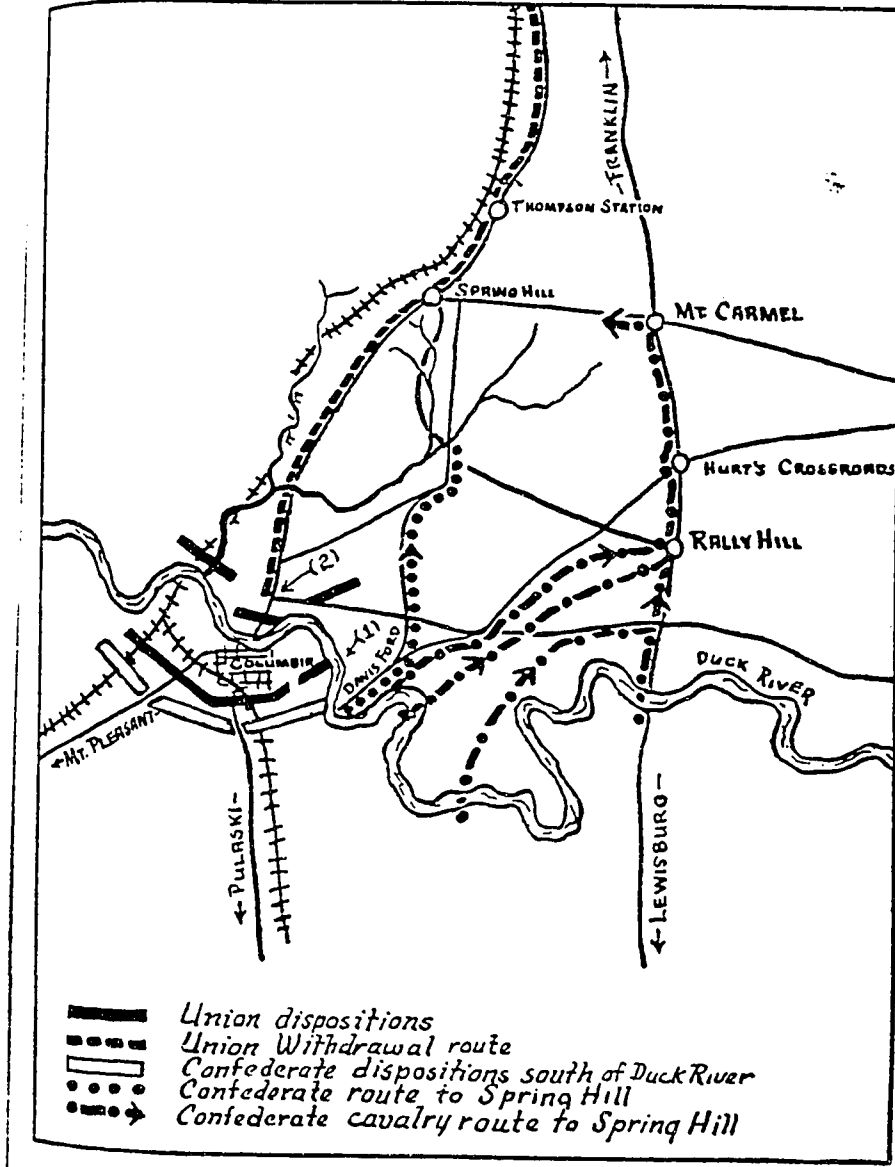 ←FRANKLIN→
THOMPSON STATION
SPRING HILL
MT. CARMEL
HURT'S CROSSROADS
RALLY HILL
←(2)
←(1)
COLUMBIA
DAVIS FORD
DUCK RIVER
←MT. PLEASANT-
←PULASKI-
←LEWISBURG-
Union dispositions
Union Withdrawal route
Confederate dispositions south of Duck River
Confederate route to Spring Hill
Confederate cavalry route to Spring Hill